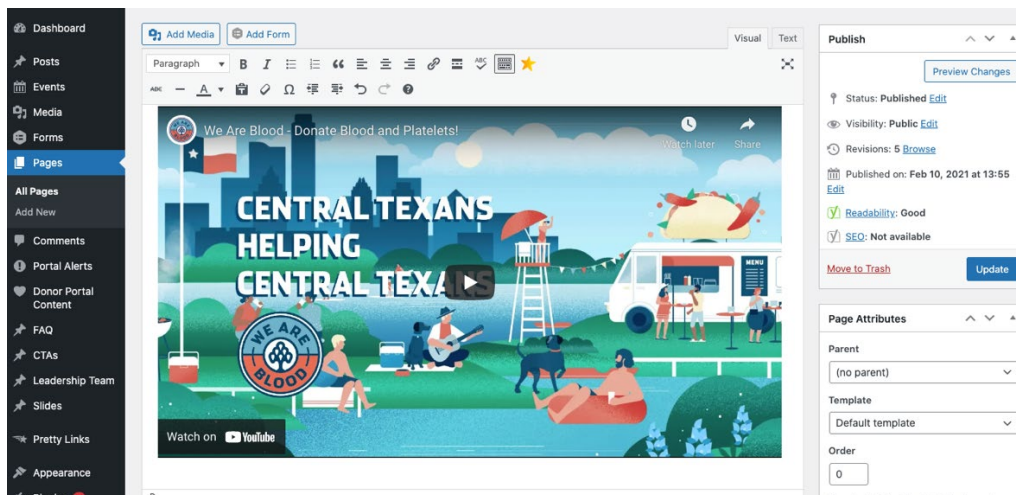 Dashboard
Posts
Events
Media
Forms
Pages
All Pages
Add New
Comments
Portal Alerts
Donor Portal
Content
FAQ
CTAs
Leadership Team
Slides
Pretty Links
Appearance
Add Media
Add Form
Visual
Text
Paragraph
B I ABC
ABC A Ω
We Are Blood - Donate Blood and Platelets!
Watch later
Share
CENTRAL TEXANS
HELPING
CENTRAL TEXA
MENU
WE ARE
BLOOD
Watch on YouTube
Publish
Preview Changes
Status: Published Edit
Visibility: Public Edit
Revisions: 5 Browse
Published on: Feb 10, 2021 at 13:55
Edit
Readability: Good
SEO: Not available
Move to Trash
Update
Page Attributes
Parent
(no parent)
Template
Default template
Order
0